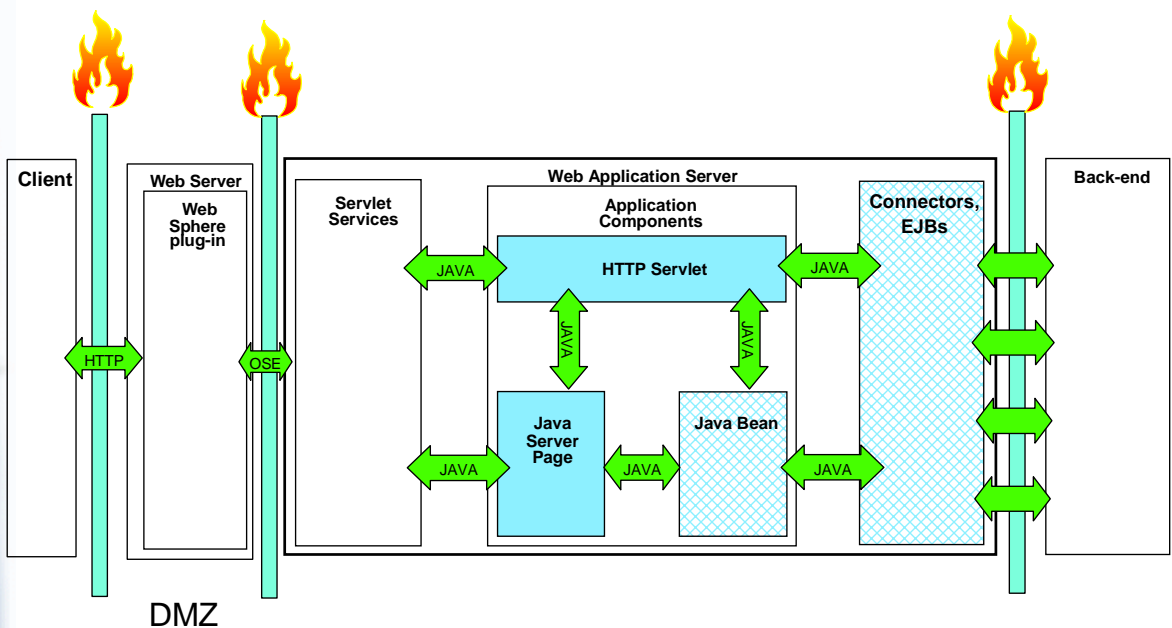 Client
Web Server
Web
Sphere
plug-in
HTTP
OSE
DMZ
Web Application Server
Servlet
Services
Application
Components
HTTP Servlet
JAVA
JAVA
JAVA
JAVA
Java
Server
Page
Java Bean
JAVA
JAVA
JAVA
Connectors,
EJBs
Back-end